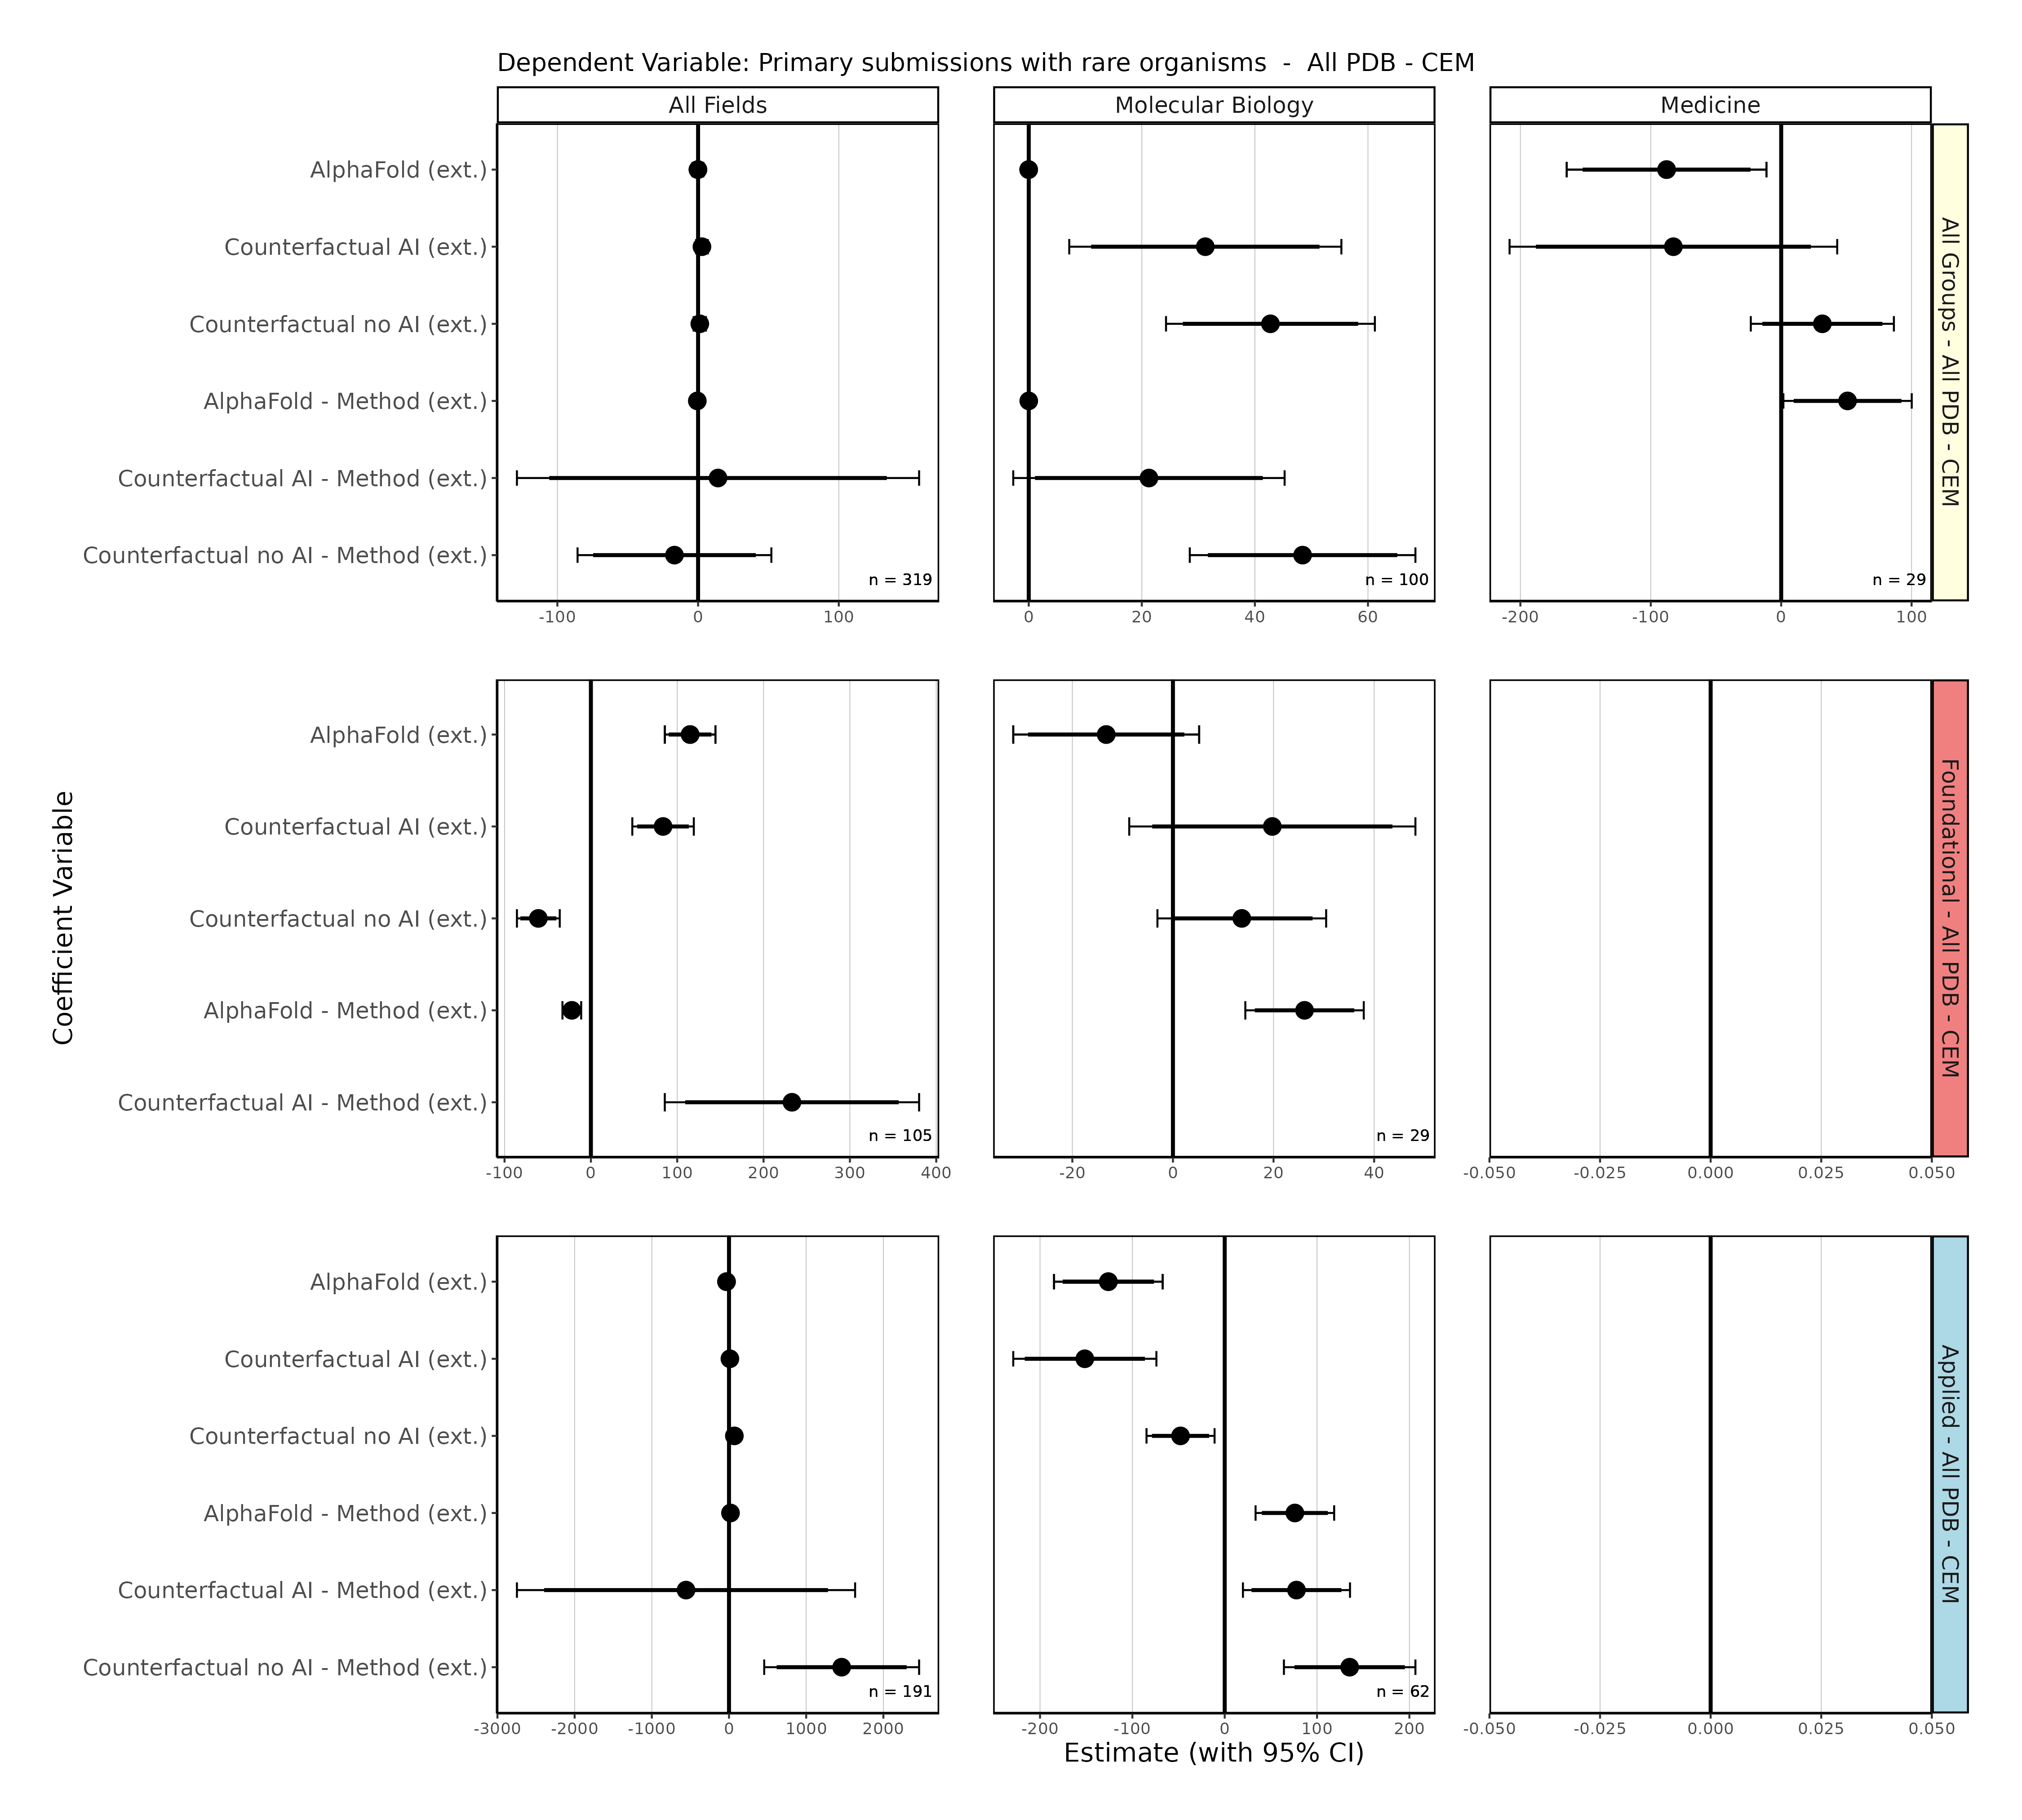 Dependent Variable: Primary submissions with rare organisms - All PDB - CEM
All Fields
Molecular Biology
Medicine
AlphaFold (ext.)
Counterfactual AI (ext.)
Counterfactual no AI (ext.)
AlphaFold - Method (ext.)
Counterfactual AI - Method (ext.)
Counterfactual no AI - Method (ext.)
n = 319
n = 100
n = 29
-100 0 100
0 20 40 60
-200 -100 0 100
All Groups - All PDB - CEM
Coefficient Variable
AlphaFold (ext.)
Counterfactual AI (ext.)
Counterfactual no AI (ext.)
AlphaFold - Method (ext.)
Counterfactual AI - Method (ext.)
n = 105
n = 29
-100 0 100 200 300 400
-20 0 20 40
-0.050 -0.025 0.000 0.025 0.050
Foundational - All PDB - CEM
AlphaFold (ext.)
Counterfactual AI (ext.)
Counterfactual no AI (ext.)
AlphaFold - Method (ext.)
Counterfactual AI - Method (ext.)
Counterfactual no AI - Method (ext.)
n = 191
n = 62
-3000 -2000 -1000 0 1000 2000
-200 -100 0 100 200
-0.050 -0.025 0.000 0.025 0.050
Applied - All PDB - CEM
Estimate (with 95% CI)